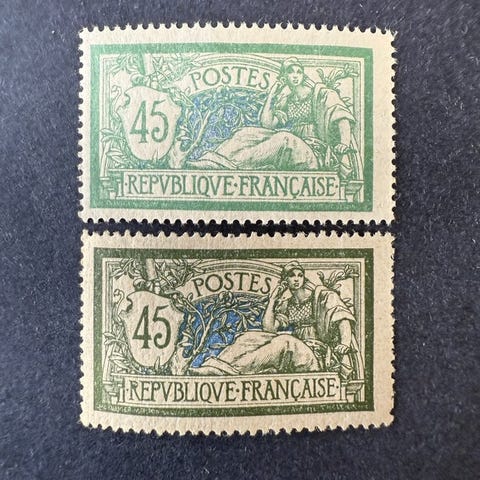 POSTES
45
REPVBLIQVE·FRANÇAISE·
POSTES
45
·REPVBLIQVE·FRANÇAISE·